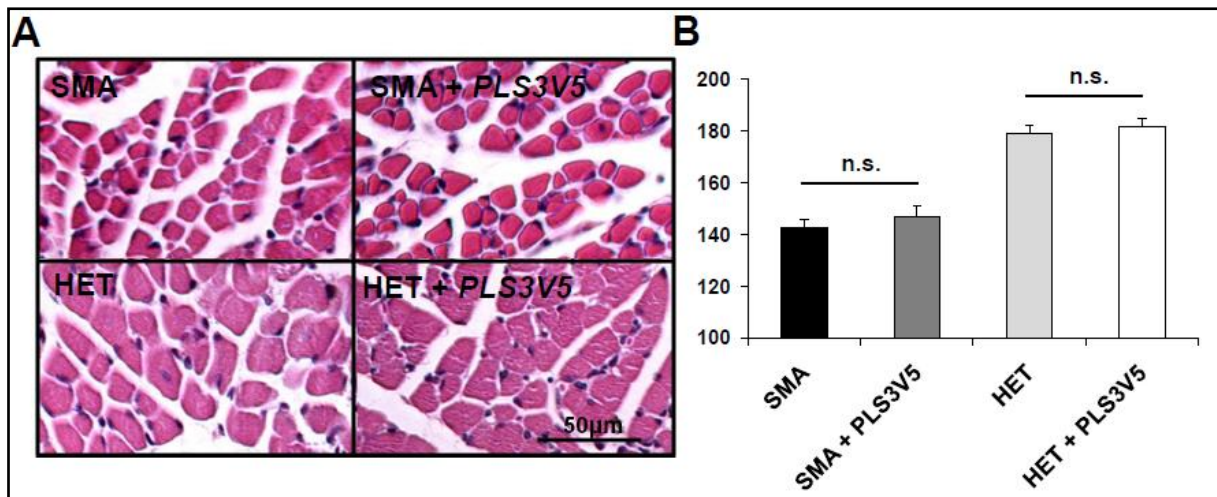 A
SMA
SMA + PLS3V5
HET
HET + PLS3V5
50µm
B
200
180
160
140
120
100
n.s.
n.s.
SMA
SMA + PLS3V5
HET
HET + PLS3V5